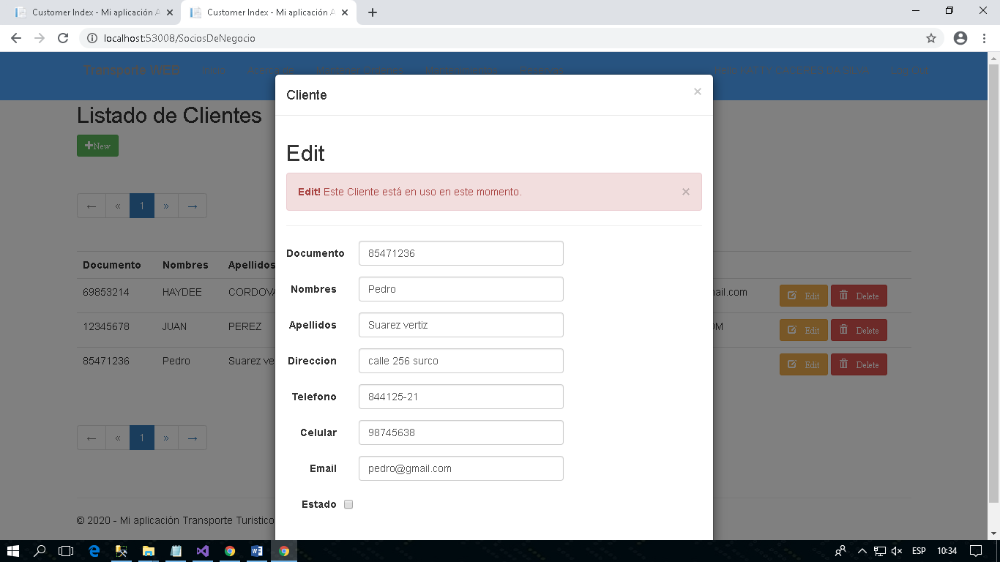 Customer Index - Mi aplicación A
Customer Index - Mi aplicación A
localhost:53008/SociosDeNegocio
Transporte WEB
Cliente
×
Listado de Clientes
New
Edit
Edit! Este Cliente está en uso en este momento.
×
← « 1 » →
Documento Nombres Apellidos
69853214 HAYDEE CORDOVA ail.com Edit Delete
12345678 JUAN PEREZ OM Edit Delete
85471236 Pedro Suarez ve Edit Delete
Documento 85471236
Nombres Pedro
Apellidos Suarez vertiz
Direccion calle 256 surco
Telefono 844125-21
Celular 98745638
Email pedro@gmail.com
Estado
← « 1 » →
© 2020 - Mi aplicación Transporte Turistico
ESP 10:34